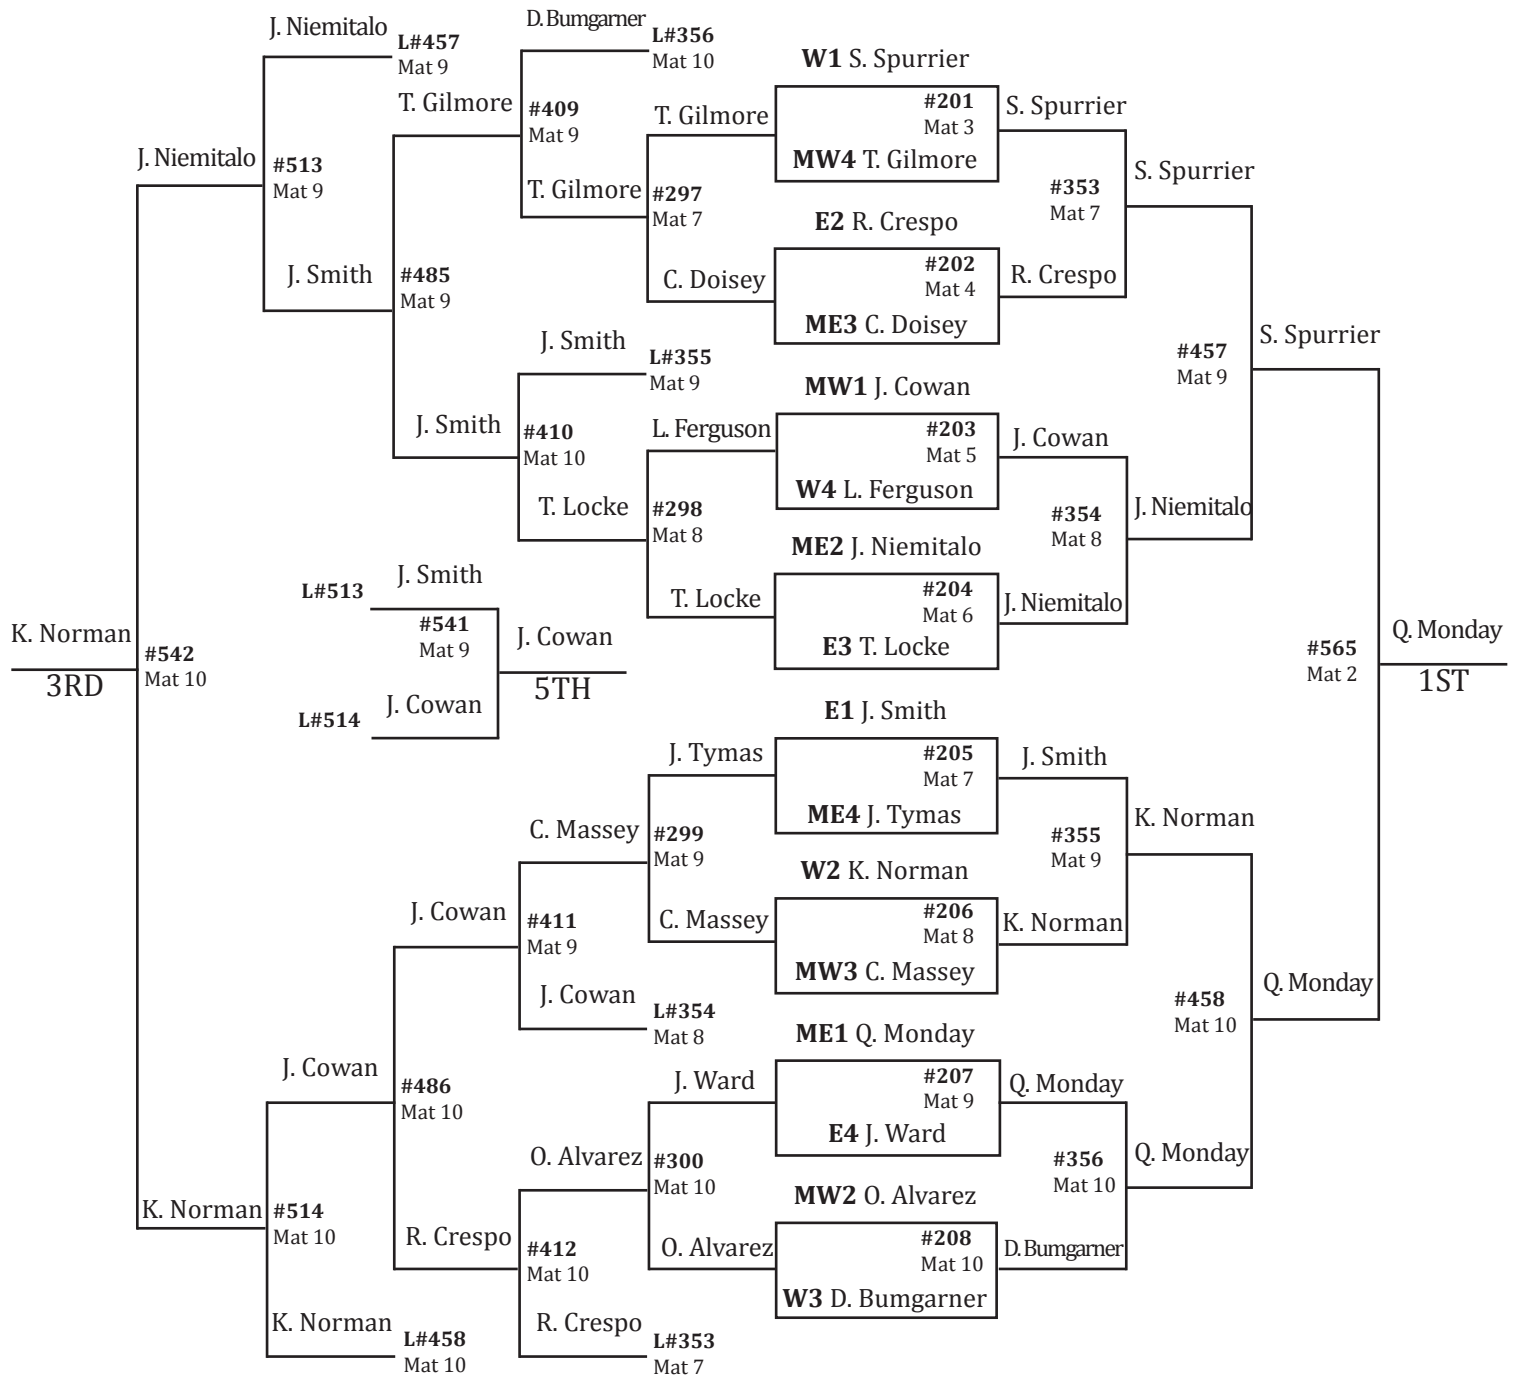 J. Niemitalo
L#457
Mat 9
D. Bumgarner
L#356
Mat 10
W1 S. Spurrier
T. Gilmore
#409
Mat 9
T. Gilmore
#201
Mat 3
S. Spurrier
J. Niemitalo
#513
Mat 9
MW4 T. Gilmore
S. Spurrier
T. Gilmore
#297
Mat 7
#353
Mat 7
E2 R. Crespo
J. Smith
#485
Mat 9
C. Doisey
#202
Mat 4
R. Crespo
ME3 C. Doisey
J. Smith
L#355
Mat 9
#457
Mat 9
S. Spurrier
MW1 J. Cowan
J. Smith
#410
Mat 10
L. Ferguson
#203
Mat 5
J. Cowan
W4 L. Ferguson
T. Locke
#298
Mat 8
#354
Mat 8
J. Niemitalo
ME2 J. Niemitalo
L#513
J. Smith
T. Locke
#204
Mat 6
J. Niemitalo
K. Norman
3RD
#542
Mat 10
#541
Mat 9
J. Cowan
5TH
E3 T. Locke
#565
Mat 2
Q. Monday
1ST
L#514
J. Cowan
E1 J. Smith
J. Tymas
#205
Mat 7
J. Smith
ME4 J. Tymas
C. Massey
#299
Mat 9
#355
Mat 9
K. Norman
W2 K. Norman
J. Cowan
#411
Mat 9
C. Massey
#206
Mat 8
K. Norman
MW3 C. Massey
J. Cowan
L#354
Mat 8
#458
Mat 10
Q. Monday
ME1 Q. Monday
J. Cowan
#486
Mat 10
J. Ward
#207
Mat 9
Q. Monday
E4 J. Ward
O. Alvarez
#300
Mat 10
#356
Mat 10
Q. Monday
MW2 O. Alvarez
K. Norman
#514
Mat 10
R. Crespo
#412
Mat 10
O. Alvarez
#208
Mat 10
D. Bumgarner
W3 D. Bumgarner
K. Norman
L#458
Mat 10
R. Crespo
L#353
Mat 7